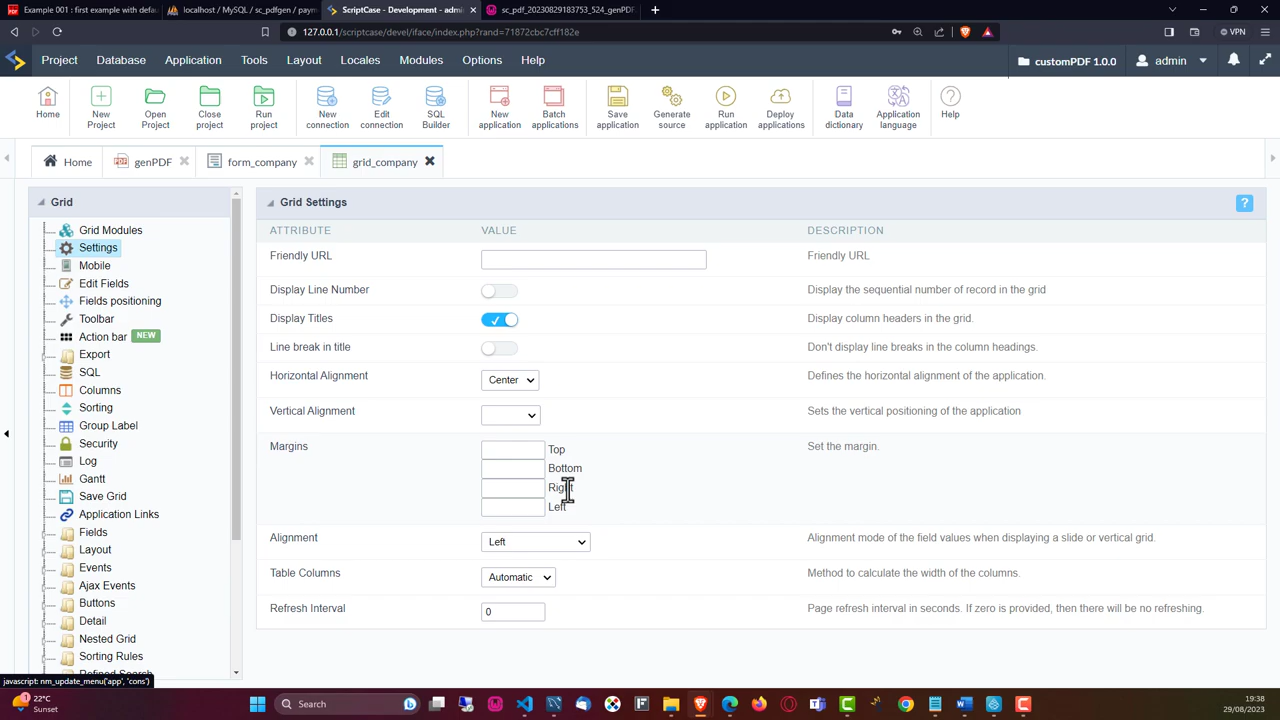 Example 001 : first example with defau
localhost / MySQL / sc_pdfgen / paym
ScriptCase - Development - admi
sc_pdf_20230829183753_524_genPDF
127.0.0.1/scriptcase/devel/iface/index.php?rand=71872cbc7cff182e
VPN
Project
Database
Application
Tools
Layout
Locales
Modules
Options
Help
customPDF 1.0.0
admin
Home
New
Project
Open
Project
Close
project
Run
project
New
connection
Edit
connection
SQL
Builder
New
application
Batch
applications
Save
application
Generate
source
Run
application
Deploy
applications
Data
dictionary
Application
language
Help
Home
genPDF
form_company
grid_company
Grid
Grid Modules
Settings
Mobile
Edit Fields
Fields positioning
Toolbar
Action bar NEW
Export
SQL
Columns
Sorting
Group Label
Security
Log
Gantt
Save Grid
Application Links
Fields
Layout
Events
Ajax Events
Buttons
Detail
Nested Grid
Sorting Rules
Refined Search
Grid Settings
?
ATTRIBUTE VALUE DESCRIPTION
Friendly URL Friendly URL
Display Line Number Display the sequential number of record in the grid
Display Titles Display column headers in the grid.
Line break in title Don't display line breaks in the column headings.
Horizontal Alignment Center Defines the horizontal alignment of the application.
Vertical Alignment Sets the vertical positioning of the application
Margins Top Set the margin.
Bottom
Right
Left
Alignment Left Alignment mode of the field values when displaying a slide or vertical grid.
Table Columns Automatic Method to calculate the width of the columns.
Refresh Interval 0 Page refresh interval in seconds. If zero is provided, then there will be no refreshing.
javascript: nm_update_menu('app', 'cons')
22°C
Sunset
Search
19:38
29/08/2023